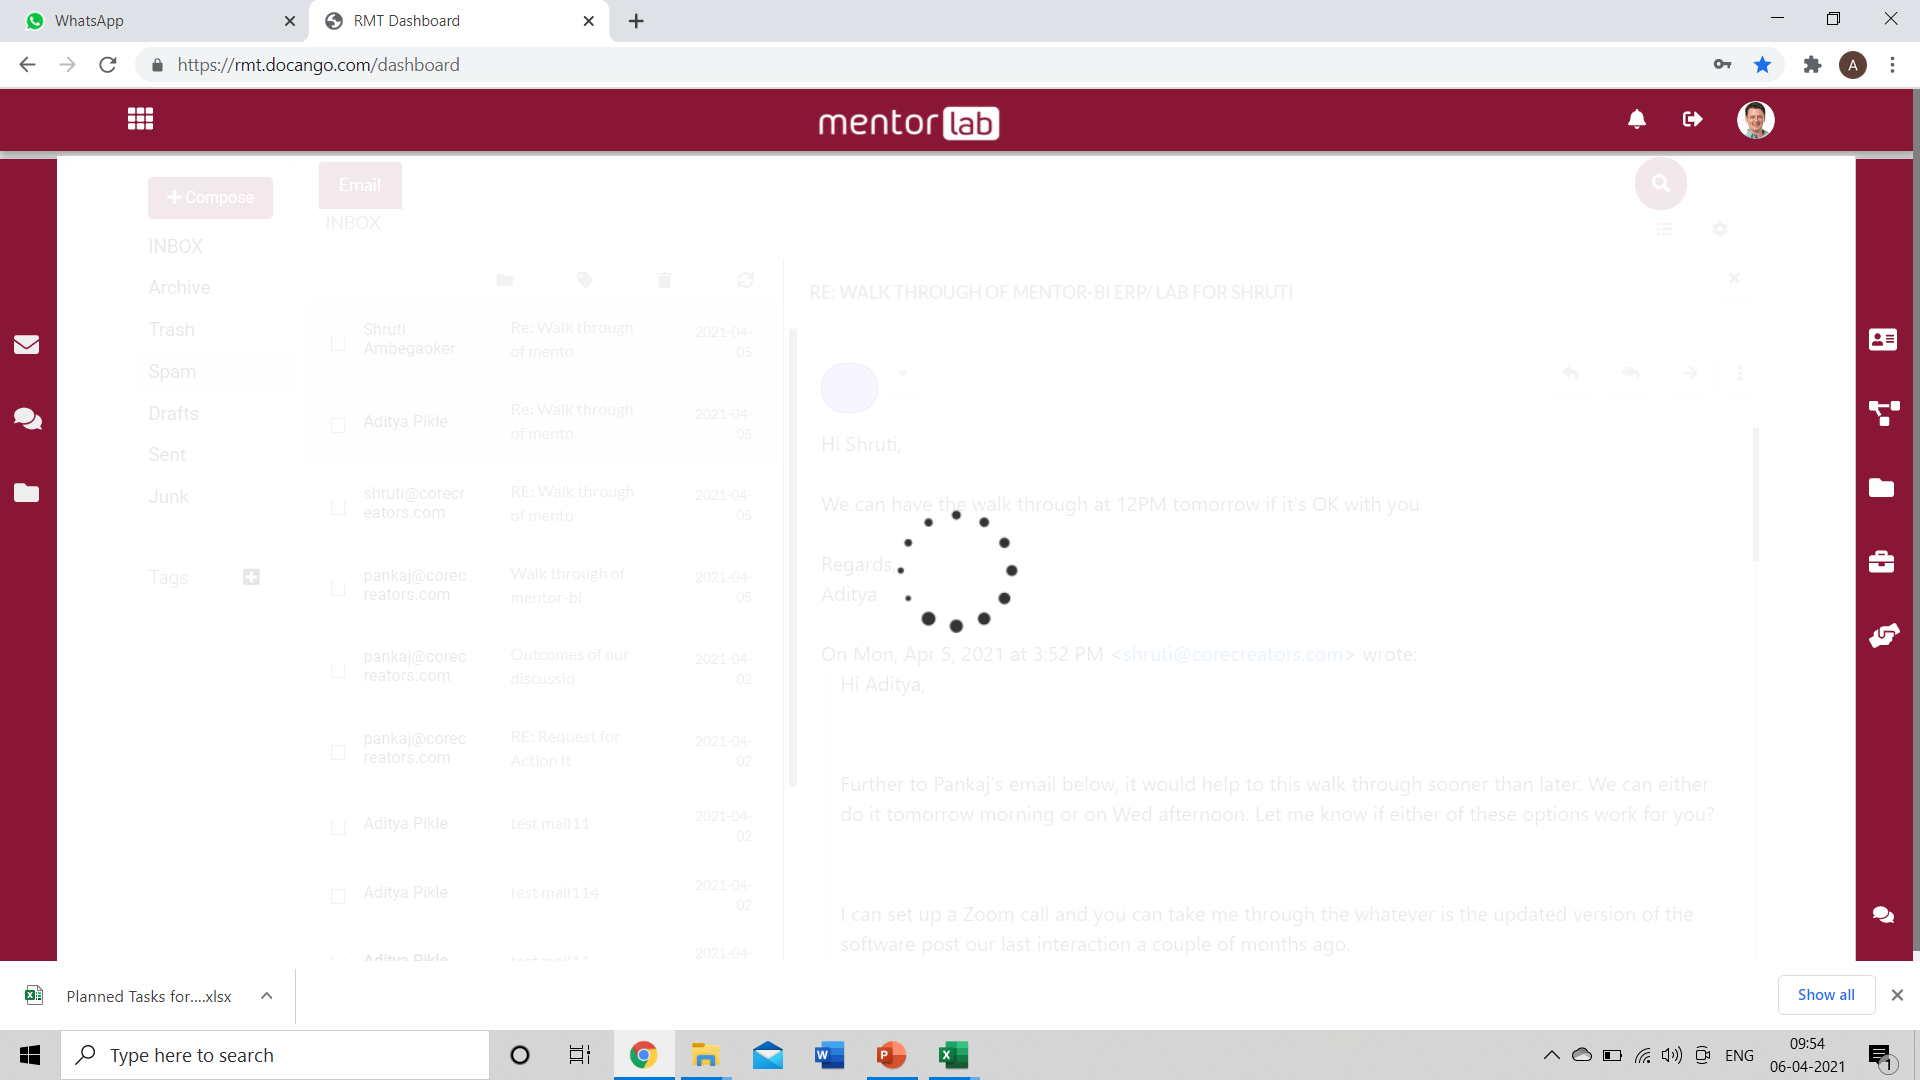 WhatsApp
RMT Dashboard
https://rmt.docango.com/dashboard
A
mentor lab
Compose
Email
INBOX
INBOX
Archive
Trash
Spam
Drafts
Sent
Junk
Tags
Shruti
Ambegaoker
Re: Walk through
of mento
2021-04-
05
Aditya Pikle
Re: Walk through
of mento
2021-04-
05
shruti@corecr
eators.com
RE: Walk through
of mento
2021-04-
05
pankaj@corec
reators.com
Walk through of
mentor-bi
2021-04-
05
pankaj@corec
reators.com
Outcomes of our
discussio
2021-04-
02
pankaj@corec
reators.com
RE: Request for
Action It
2021-04-
02
Aditya Pikle
test mail11
2021-04-
02
Aditya Pikle
test mail114
2021-04-
02
Aditya Pikle
test mail11
2021-04-
RE: WALK THROUGH OF MENTOR-BI ERP/ LAB FOR SHRUTI
Hi Shruti,
We can have the walk through at 12PM tomorrow if it's OK with you
Regards,
Aditya
On Mon, Apr 5, 2021 at 3:52 PM <shruti@corecreators.com> wrote:
Hi Aditya,
Further to Pankaj's email below, it would help to this walk through sooner than later. We can either
do it tomorrow morning or on Wed afternoon. Let me know if either of these options work for you?
I can set up a Zoom call and you can take me through the whatever is the updated version of the
software post our last interaction a couple of months ago.
Planned Tasks for....xlsx
Show all
Type here to search
ENG
09:54
06-04-2021
1